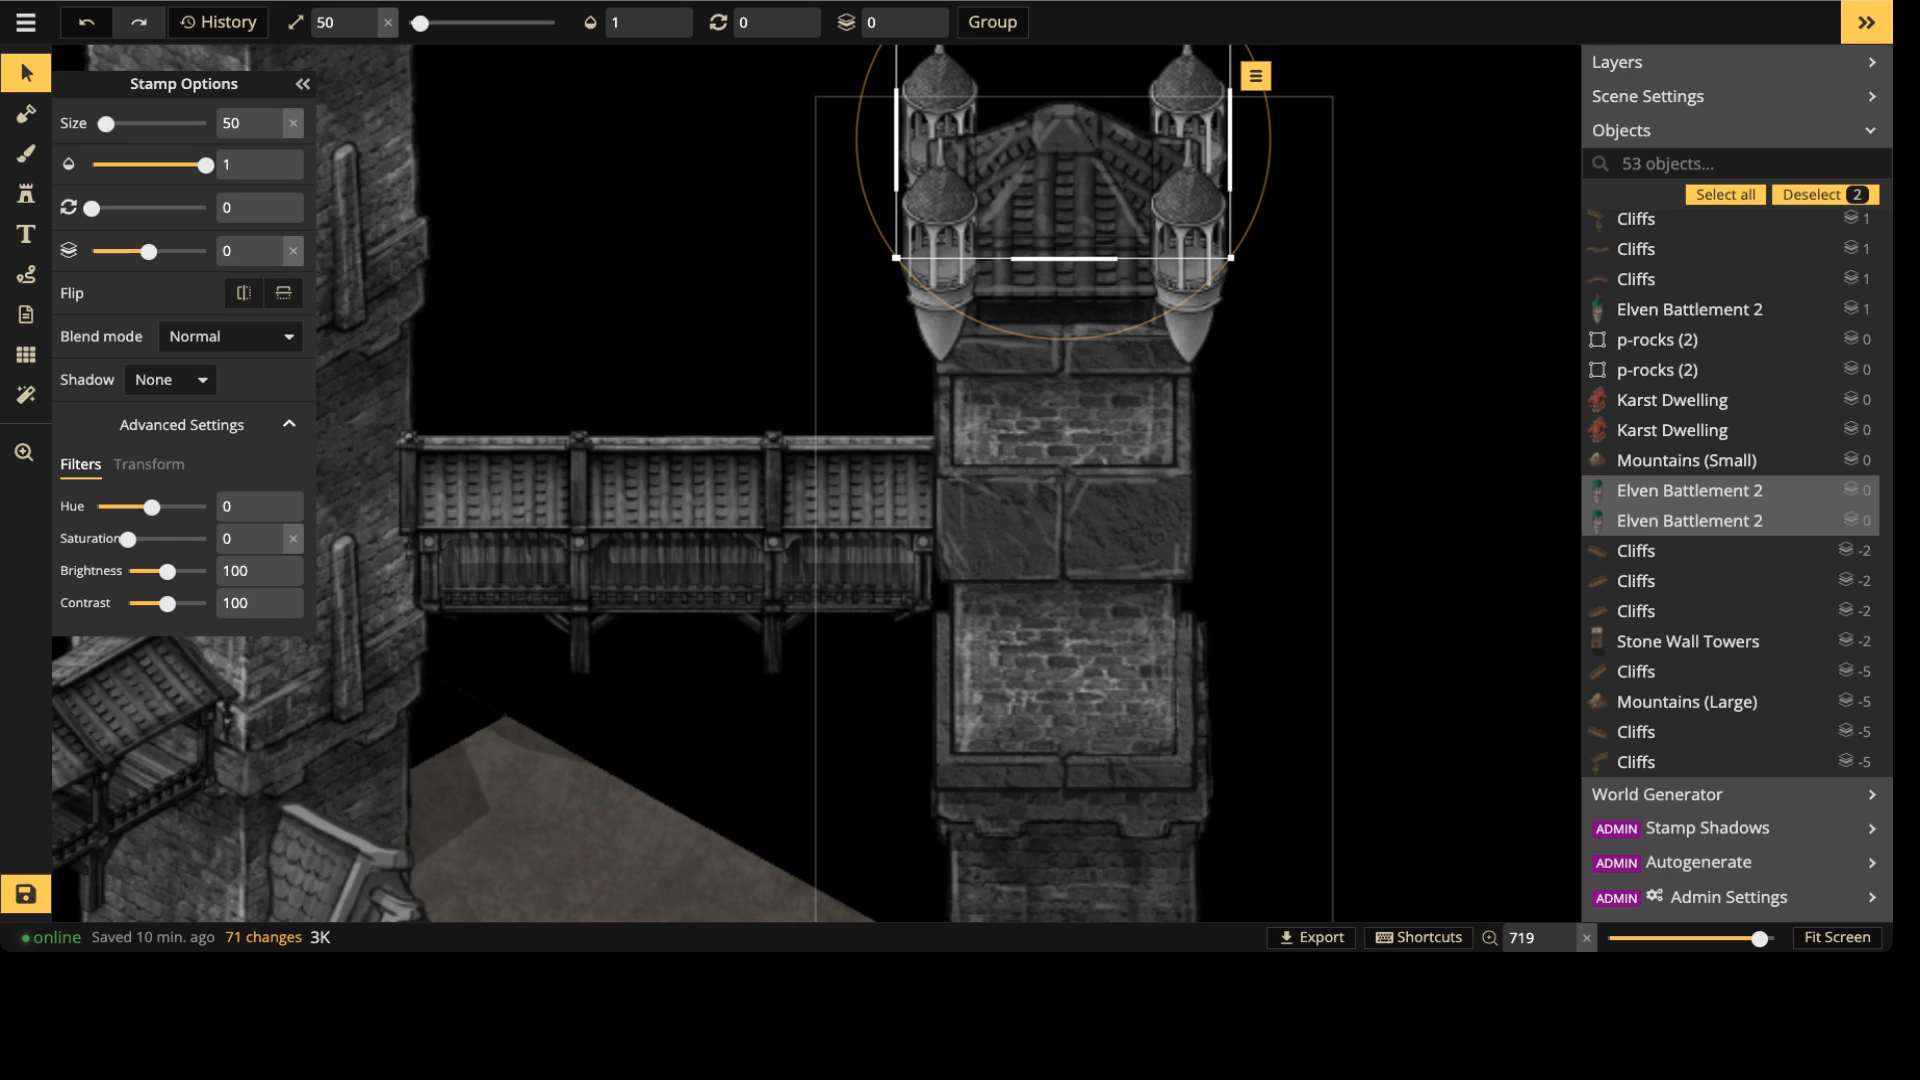 History
50
1
0
0
Group
Stamp Options
Size
50
1
0
0
Flip
Blend mode
Normal
Shadow
None
Advanced Settings
Filters
Transform
Hue
0
Saturation
0
Brightness
100
Contrast
100
Layers
Scene Settings
Objects
53 objects...
Select all
Deselect 2
Cliffs 1
Cliffs 1
Cliffs 1
Elven Battlement 2 1
p-rocks (2) 0
p-rocks (2) 0
Karst Dwelling 0
Karst Dwelling 0
Mountains (Small) 0
Elven Battlement 2 0
Elven Battlement 2 0
Cliffs -2
Cliffs -2
Cliffs -2
Stone Wall Towers -2
Cliffs -5
Mountains (Large) -5
Cliffs -5
Cliffs -5
World Generator
ADMIN Stamp Shadows
ADMIN Autogenerate
ADMIN Admin Settings
online Saved 10 min. ago 71 changes 3K
Export
Shortcuts
719
Fit Screen